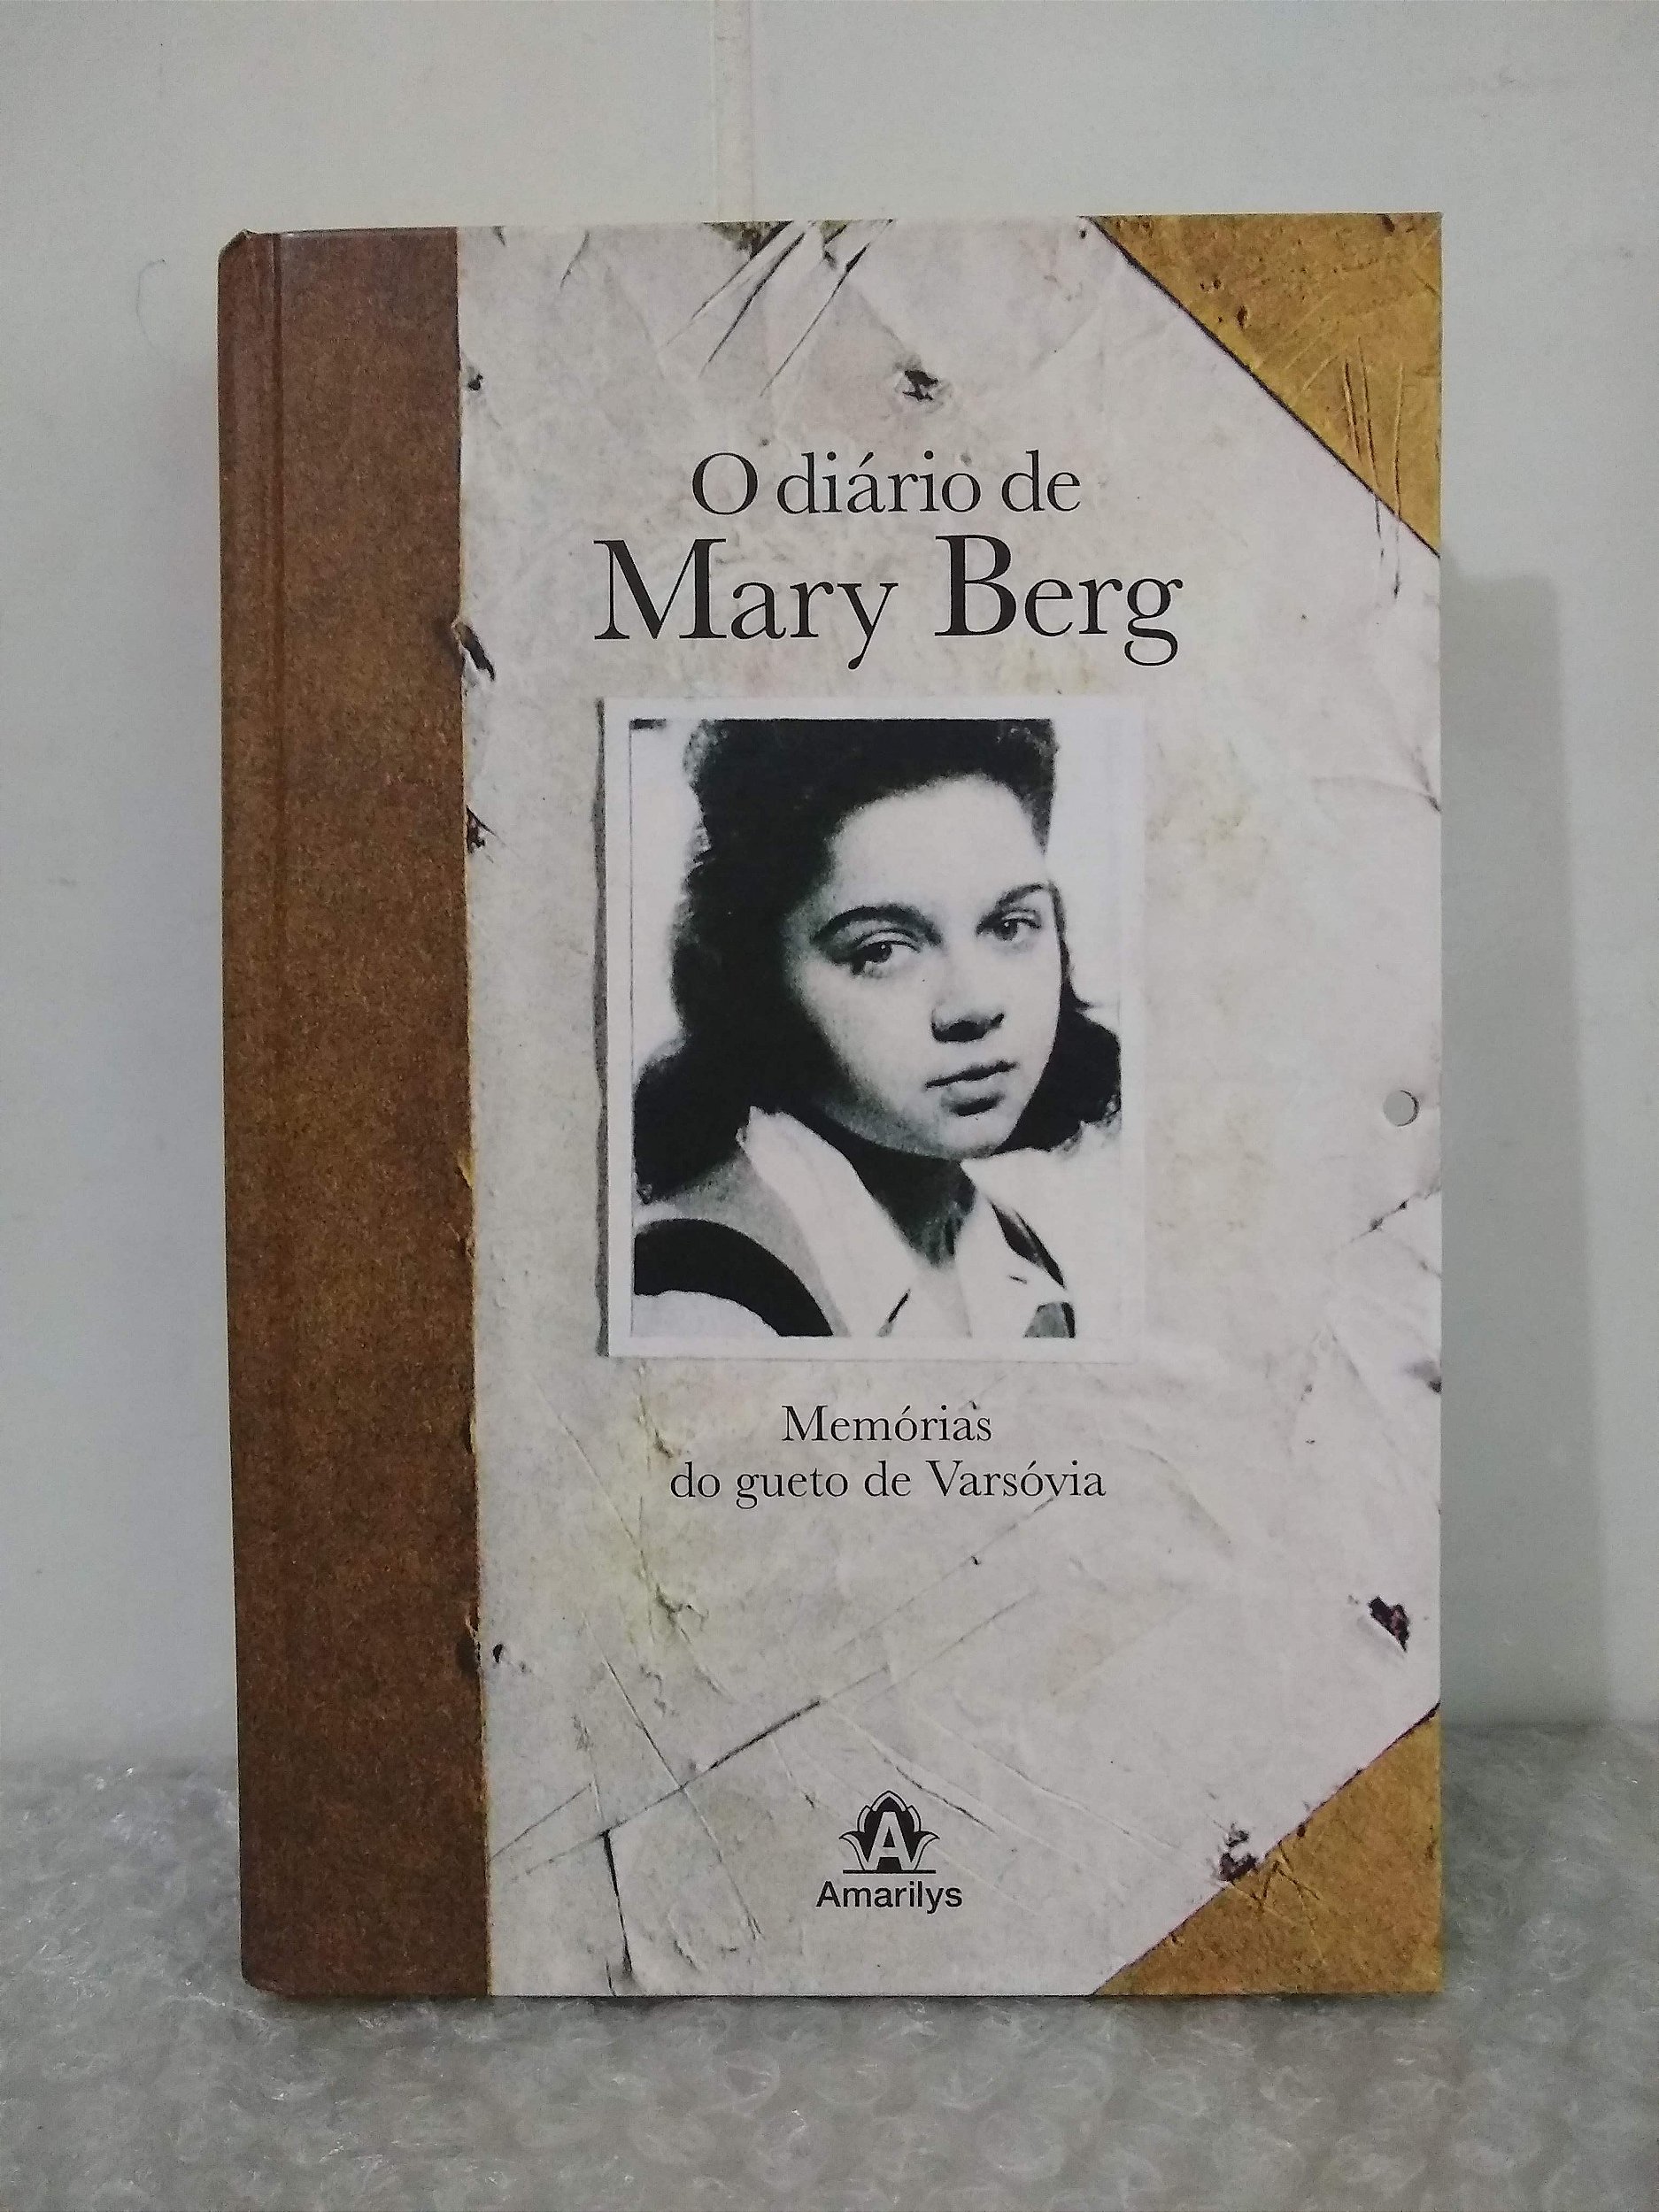 O diário de
Mary Berg
Memórias
do gueto de Varsóvia
A
Amarilys